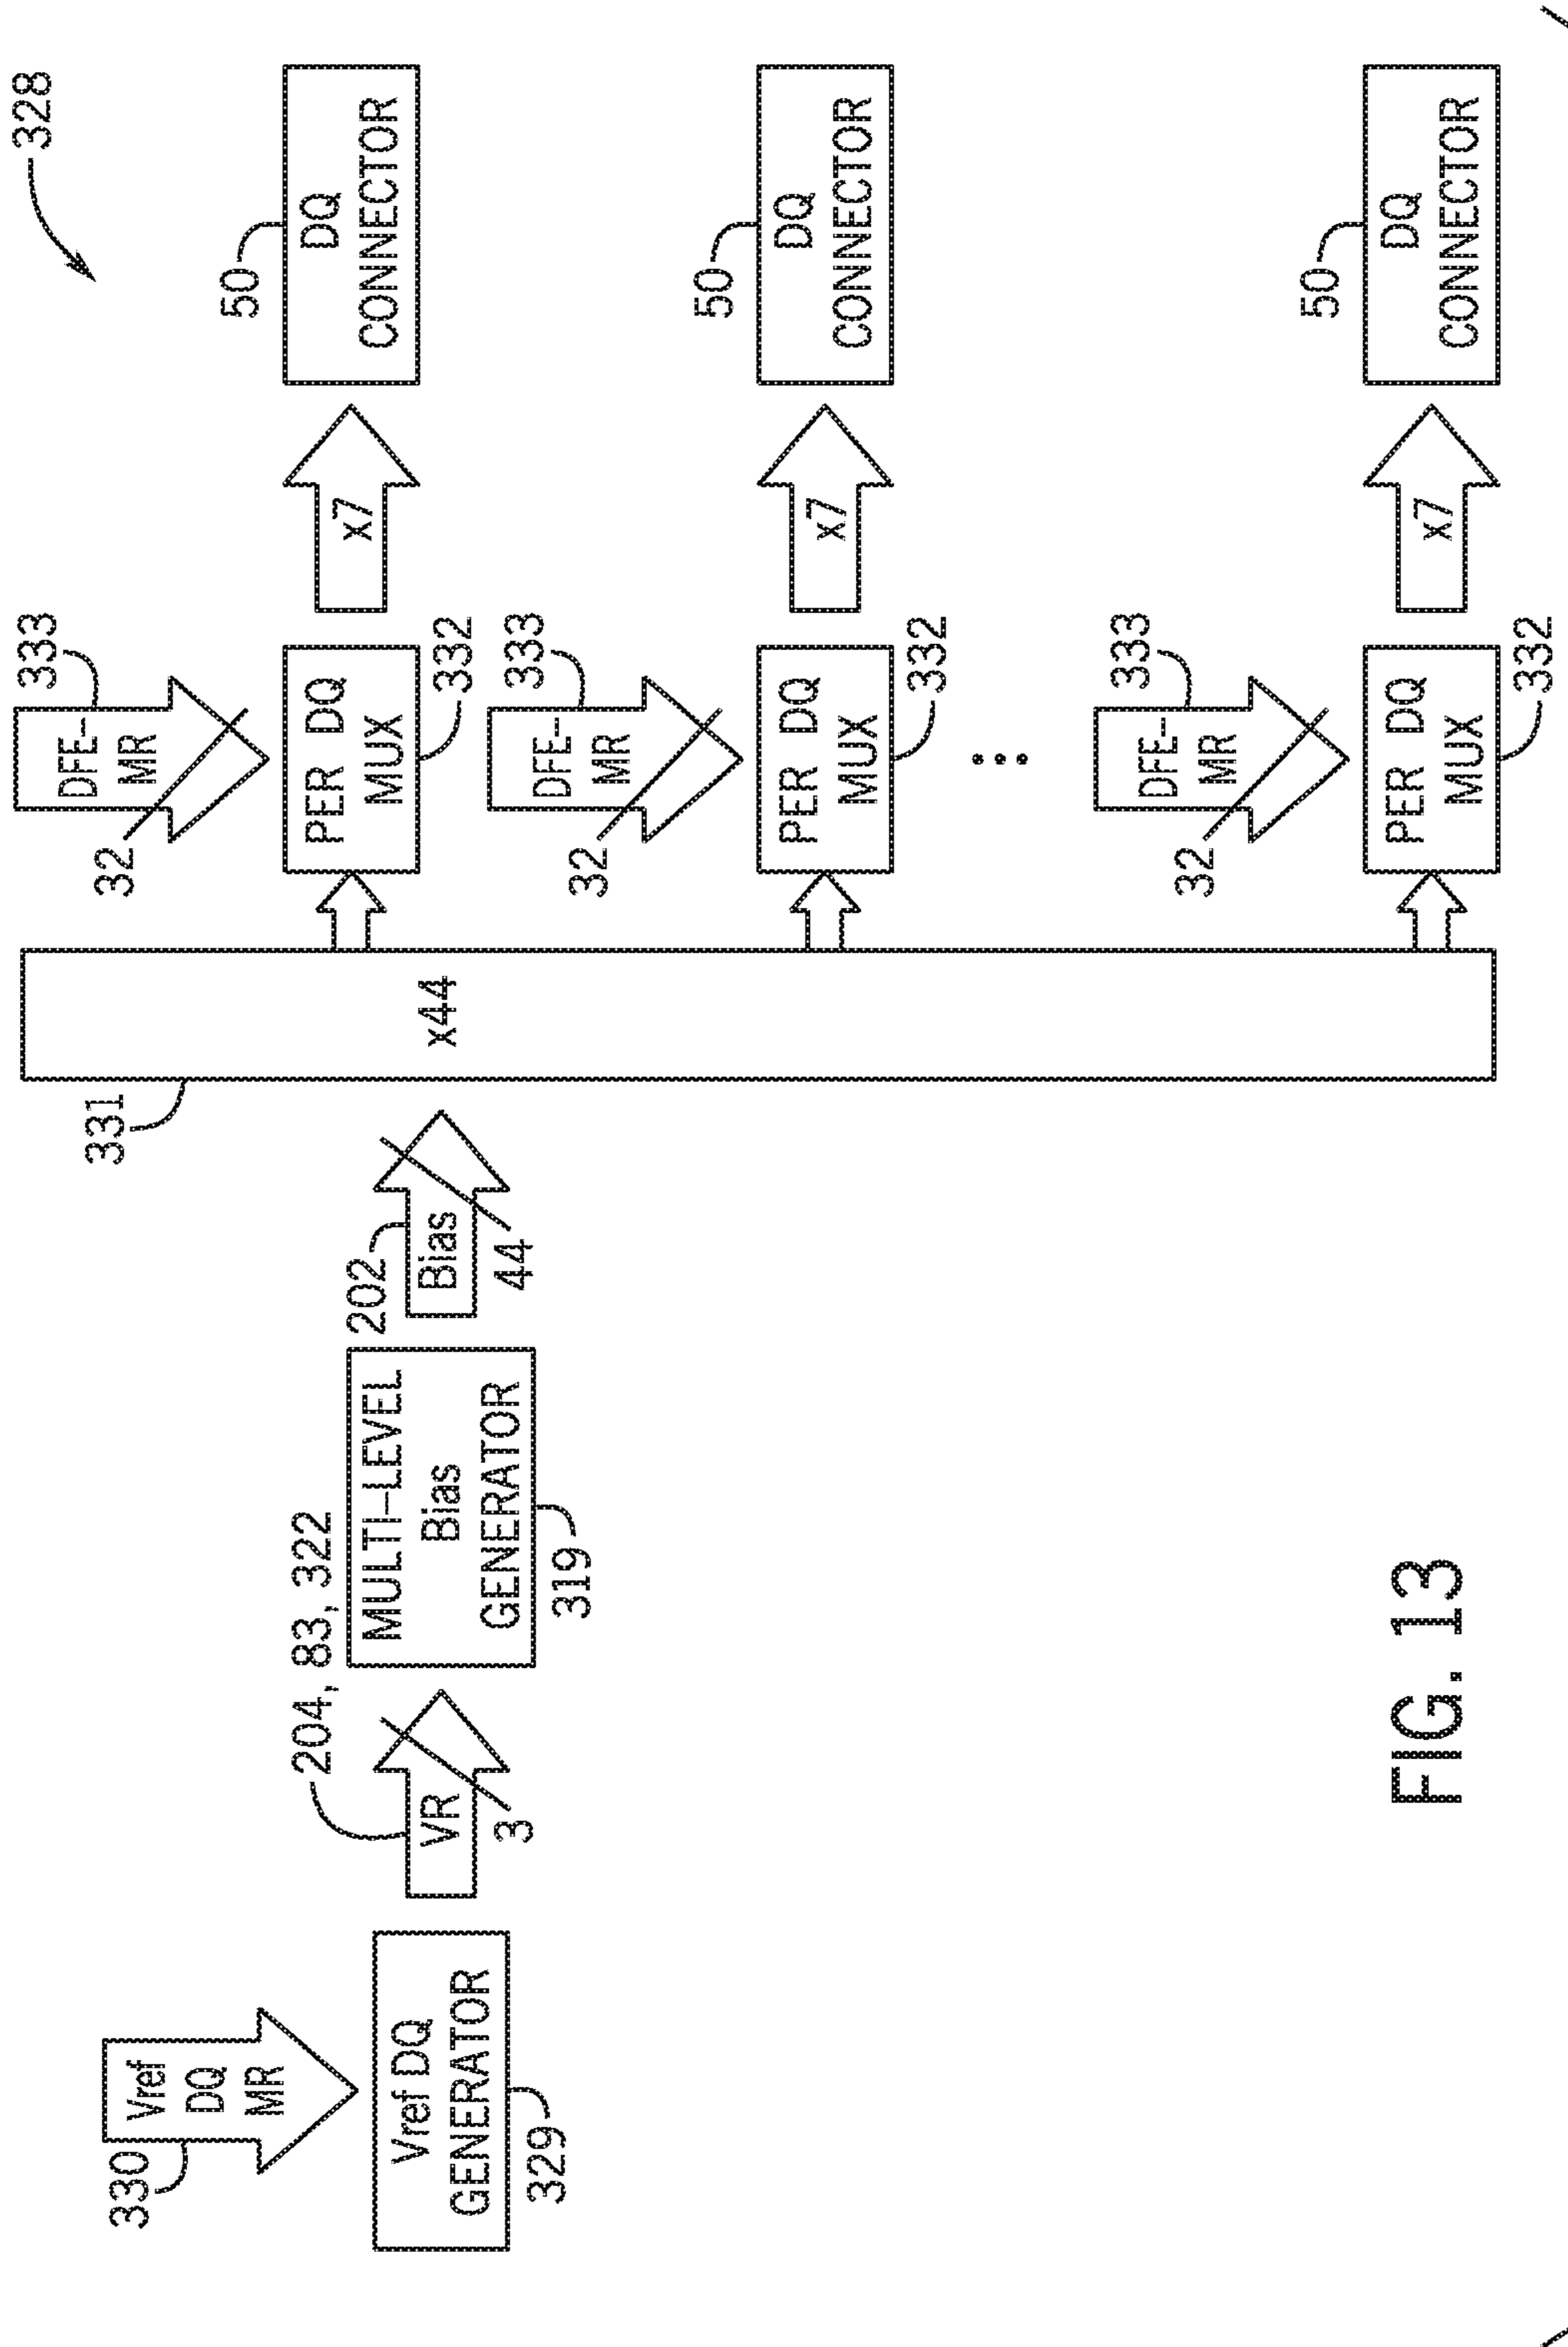 328
330
Vref
DQ
MR
Vref DQ
GENERATOR
329
204, 83, 322
VR
3
MULTI–LEVEL
Bias
GENERATOR
319
202
Bias
44
331
x44
333
DFE–
MR
32
PER DQ
MUX
332
x7
50
DQ
CONNECTOR
333
DFE–
MR
32
PER DQ
MUX
332
x7
50
DQ
CONNECTOR
333
DFE–
MR
32
PER DQ
MUX
332
x7
50
DQ
CONNECTOR
FIG. 13